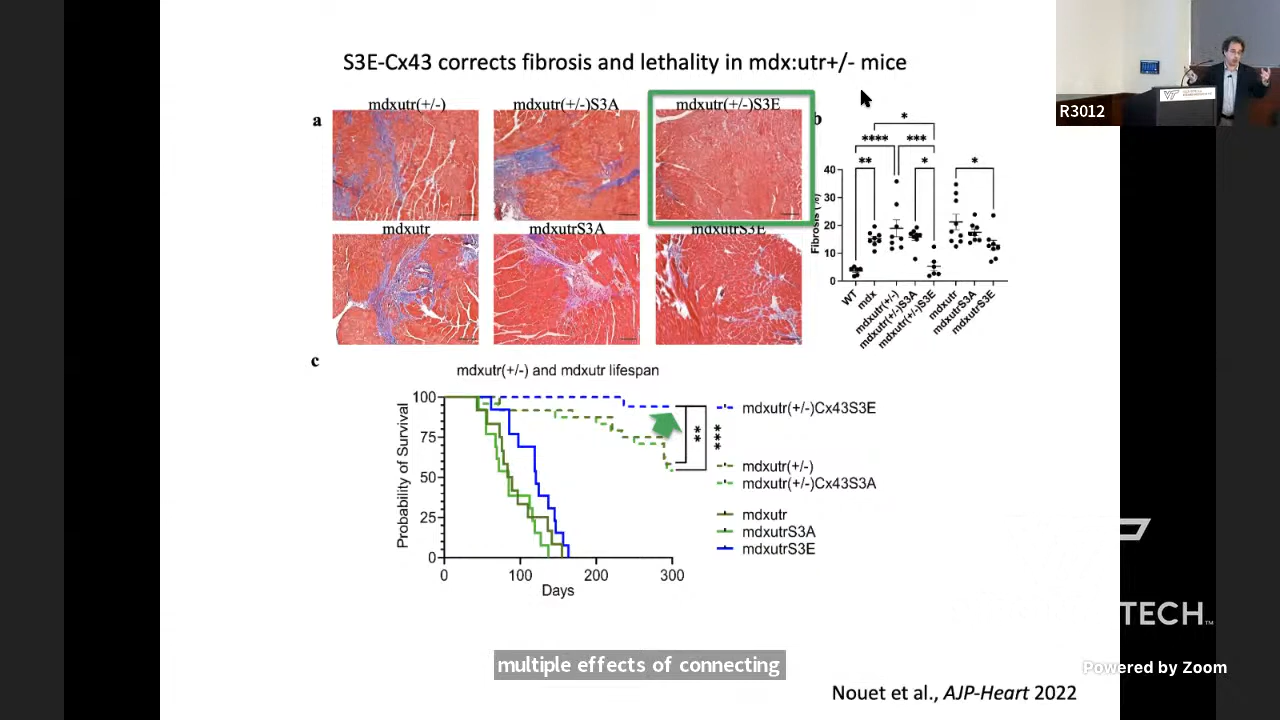 S3E-Cx43 corrects fibrosis and lethality in mdx:utr+/- mice
R3012
a
mdxutr(+/-)
mdxutr(+/-)S3A
mdxutr(+/-)S3E
mdxutr
mdxutrS3A
mdxutrS3E
b
*
**** ***
** * *
40
30
20
10
0
Fibrosis (%)
WT
mdx
mdxutr(+/-)
mdxutr(+/-)S3A
mdxutr(+/-)S3E
mdxutr
mdxutrS3A
mdxutrS3E
c
mdxutr(+/-) and mdxutr lifespan
Probability of Survival
100
75
50
25
0
0 100 200 300
Days
**
***
mdxutr(+/-)Cx43S3E
mdxutr(+/-)
mdxutr(+/-)Cx43S3A
mdxutr
mdxutrS3A
mdxutrS3E
TECH™
multiple effects of connecting
Powered by Zoom
Nouet et al., AJP-Heart 2022